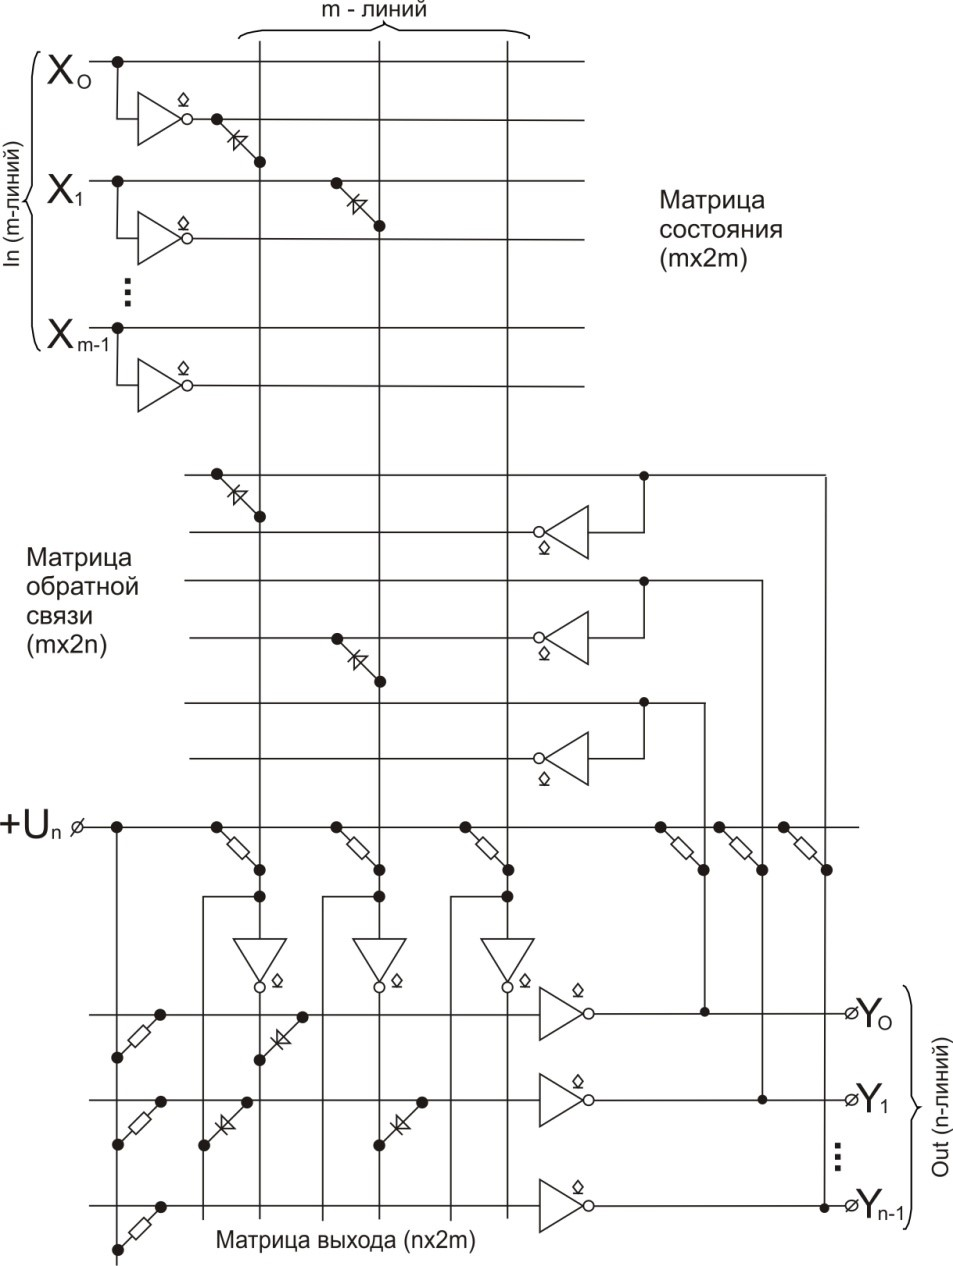 m - линий
X0
In (m-линий)
X1
Матрица
состояния
(mx2m)
Xm-1
Матрица
обратной
связи
(mx2n)
+Un
Y0
Y1
Out (n-линий)
Yn-1
Матрица выхода (nx2m)